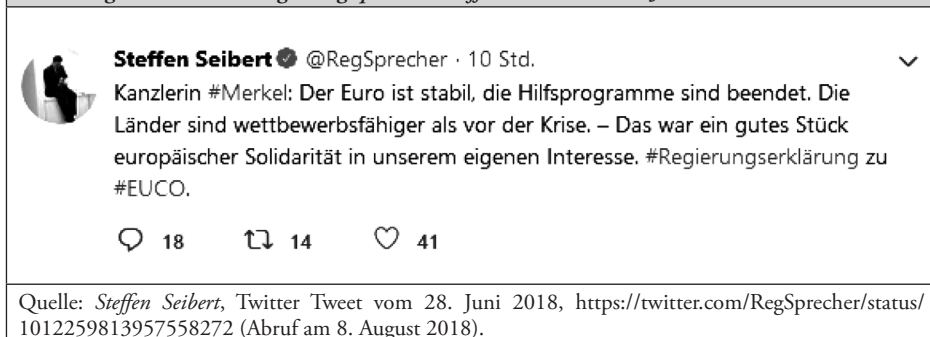 Steffen Seibert @RegSprecher · 10 Std.
Kanzlerin #Merkel: Der Euro ist stabil, die Hilfsprogramme sind beendet. Die
Länder sind wettbewerbsfähiger als vor der Krise. – Das war ein gutes Stück
europäischer Solidarität in unserem eigenen Interesse. #Regierungserklärung zu
#EUCO.
18 14 41
Quelle: Steffen Seibert, Twitter Tweet vom 28. Juni 2018, https://twitter.com/RegSprecher/status/
1012259813957558272 (Abruf am 8. August 2018).